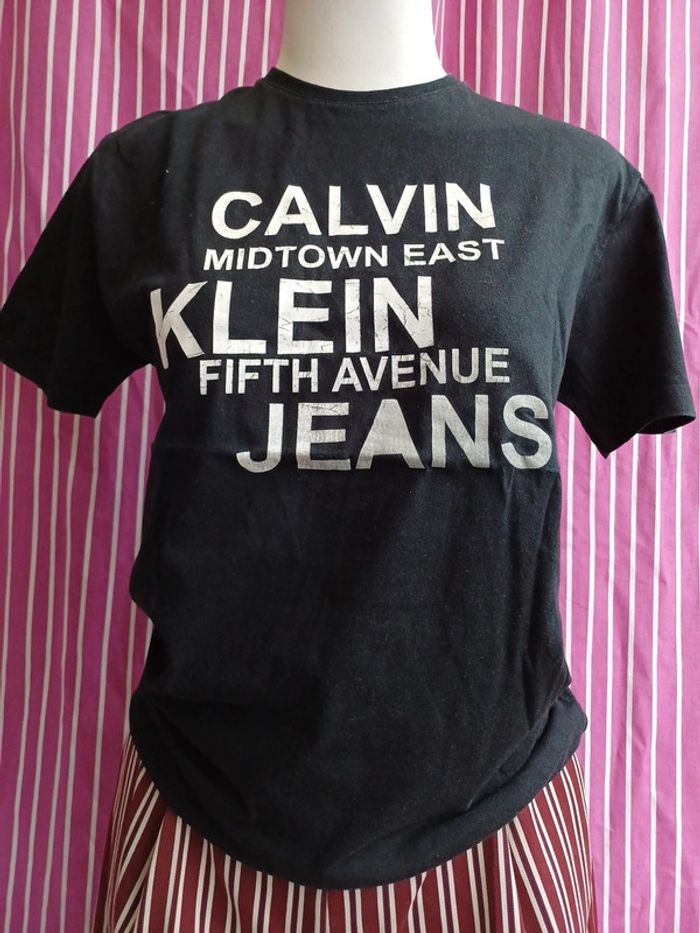 CALVIN
MIDTOWN EAST
KLEIN
FIFTH AVENUE
JEANS